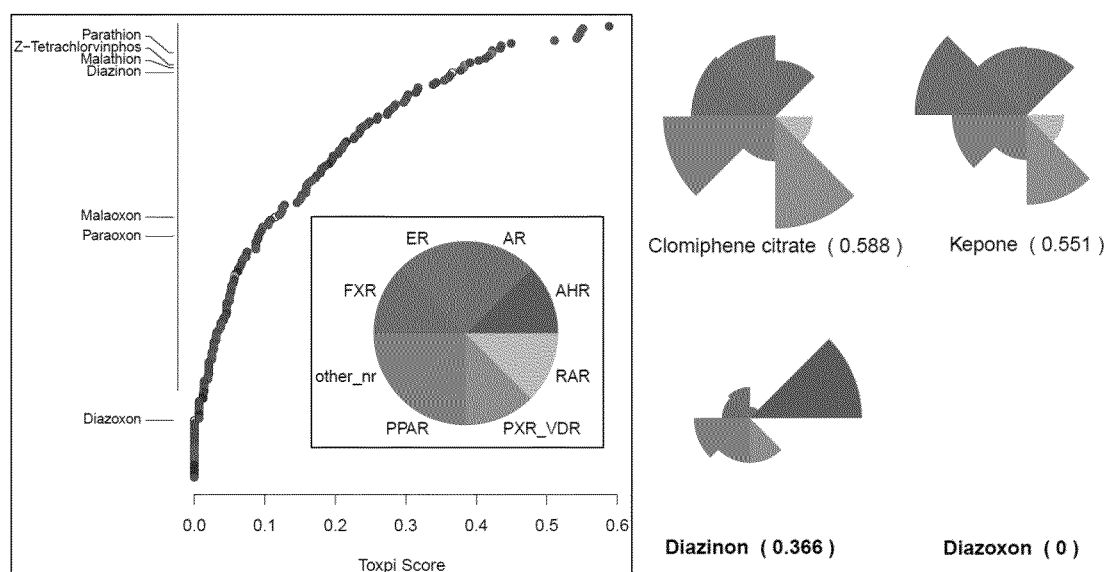 Parathion
Z-Tetrachlorvinphos
Malathion
Diazinon
Malaoxon
Paraoxon
Diazoxon
ER
AR
FXR
AHR
other_nr
RAR
PPAR
PXR_VDR
0.0 0.1 0.2 0.3 0.4 0.5 0.6
Toxpi Score
Clomiphene citrate ( 0.588 )
Kepone ( 0.551 )
Diazinon ( 0.366 )
Diazoxon ( 0 )